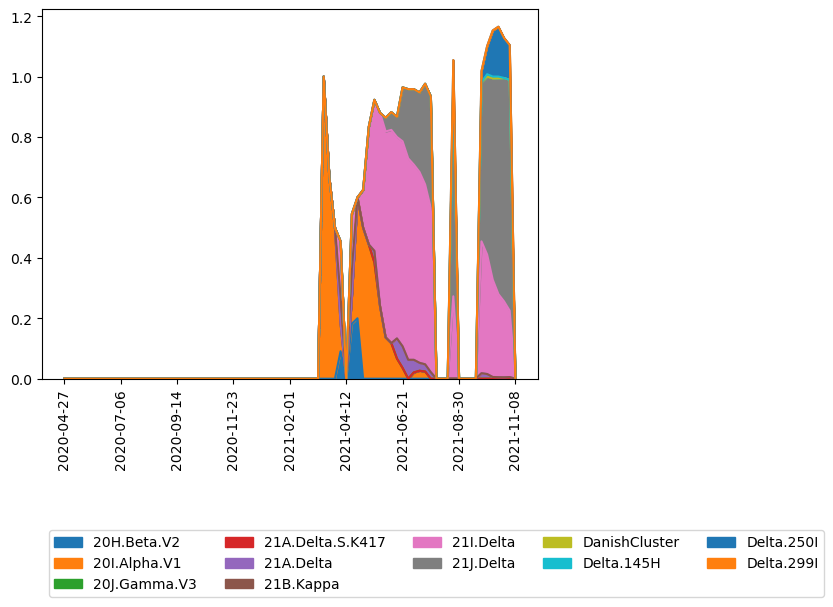 1.2
1.0
0.8
0.6
0.4
0.2
0.0
2020-04-27
2020-07-06
2020-09-14
2020-11-23
2021-02-01
2021-04-12
2021-06-21
2021-08-30
2021-11-08
20H.Beta.V2
20I.Alpha.V1
20J.Gamma.V3
21A.Delta.S.K417
21A.Delta
21B.Kappa
21I.Delta
21J.Delta
DanishCluster
Delta.145H
Delta.250I
Delta.299I